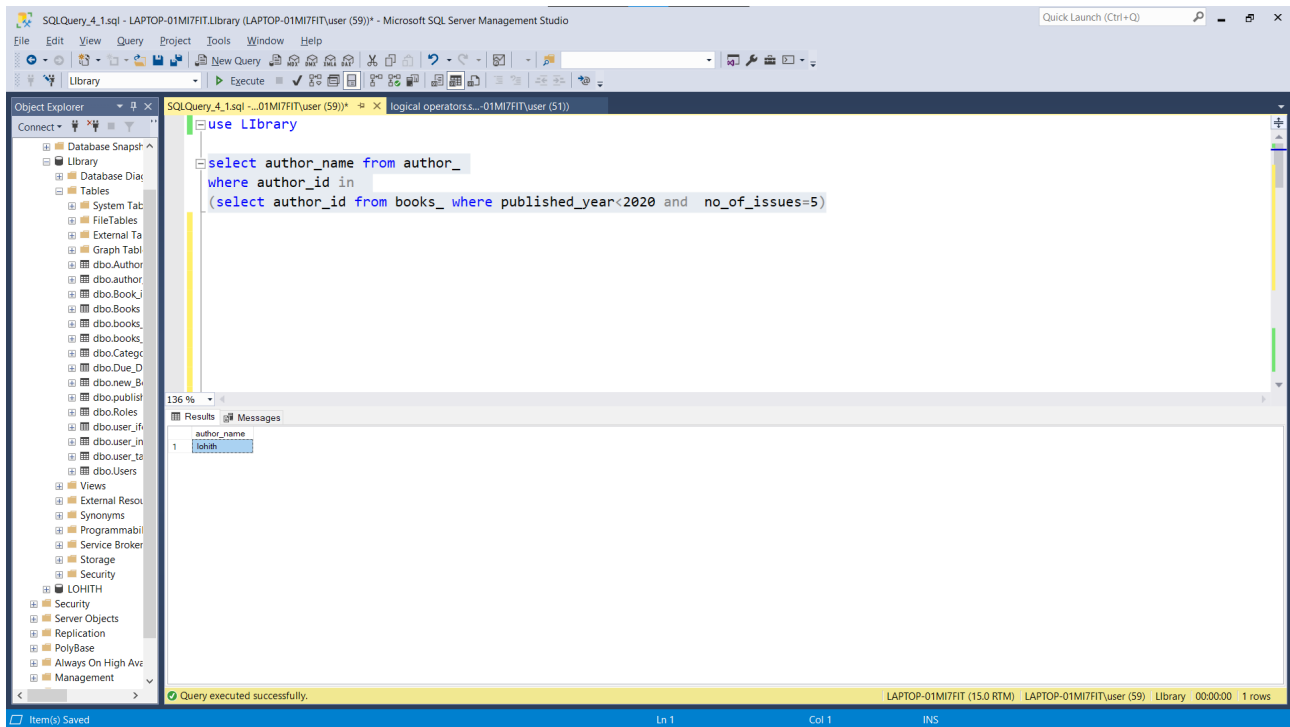 SQLQuery_4_1.sql - LAPTOP-01MI7FIT.LIbrary (LAPTOP-01MI7FIT\user (59))* - Microsoft SQL Server Management Studio
Quick Launch (Ctrl+Q)
File Edit View Query Project Tools Window Help
New Query
LIbrary
Execute
Object Explorer
SQLQuery_4_1.sql -...01MI7FIT\user (59))*
logical operators.s...-01MI7FIT\user (51))
Connect
Database Snapsh
LIbrary
Database Diag
Tables
System Tab
FileTables
External Ta
Graph Tabl
dbo.Author
dbo.author
dbo.Book_i
dbo.Books
dbo.books_
dbo.books_
dbo.Catego
dbo.Due_D
dbo.new_B
dbo.publish
dbo.Roles
dbo.user_if
dbo.user_in
dbo.user_ta
dbo.Users
Views
External Resou
Synonyms
Programmabil
Service Broker
Storage
Security
LOHITH
Security
Server Objects
Replication
PolyBase
Always On High Ava
Management
use LIbrary
select author_name from author_
where author_id in
(select author_id from books_ where published_year<2020 and no_of_issues=5)
136 %
Results Messages
author_name
1 lohith
Query executed successfully.
LAPTOP-01MI7FIT (15.0 RTM) LAPTOP-01MI7FIT\user (59) LIbrary 00:00:00 1 rows
Item(s) Saved Ln 1 Col 1 INS